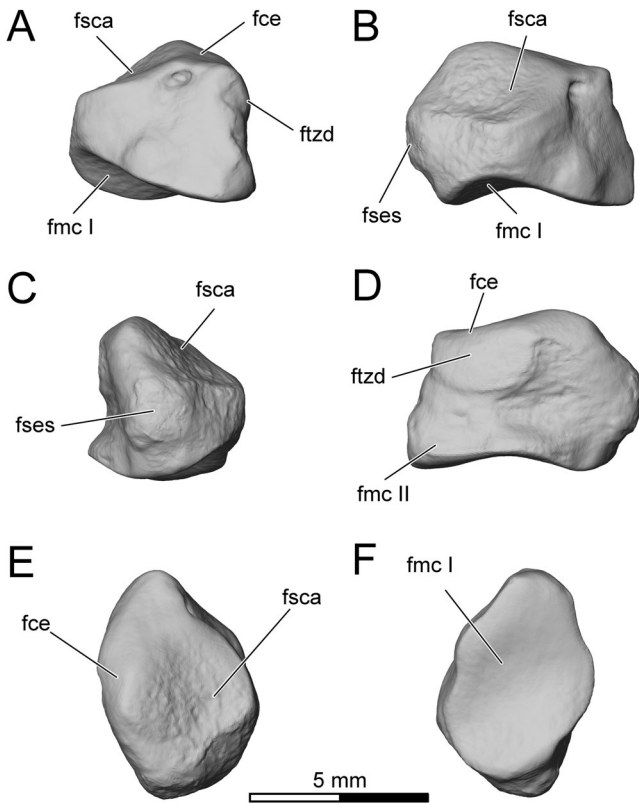 A
fsca
fce
ftzd
fmc I
B
fsca
fses
fmc I
C
fsca
fses
D
fce
ftzd
fmc II
E
fce
fsca
F
fmc I
5 mm